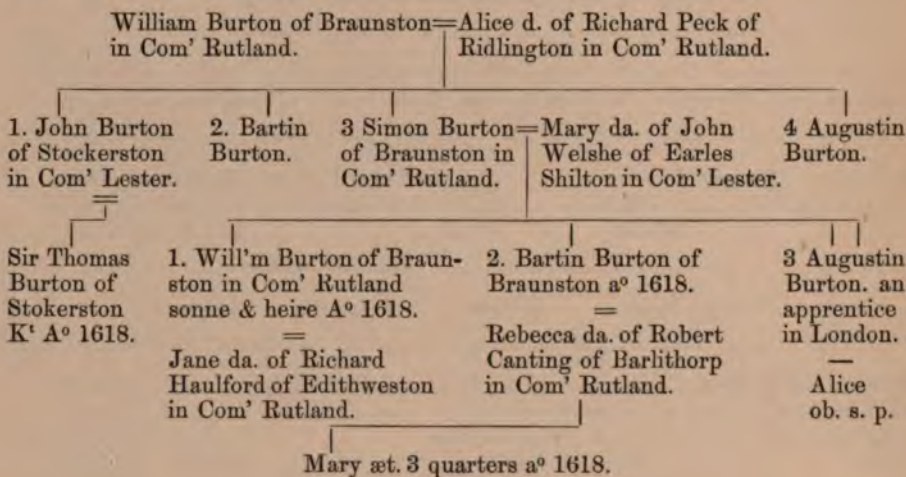 William Burton of Braunston=Alice d. of Richard Peck of
in Com' Rutland. Ridlington in Com' Rutland.
1. John Burton
of Stockerston
in Com' Lester.
=
2. Bartin
Burton.
3 Simon Burton=Mary da. of John
of Braunston in Welshe of Earles
Com' Rutland. Shilton in Com' Lester.
4 Augustin
Burton.
Sir Thomas
Burton of
Stokerston
Kᵗ Aº 1618.
1. Will'm Burton of Braun-
ston in Com' Rutland
sonne & heire Aº 1618.
=
Jane da. of Richard
Haulford of Edithweston
in Com' Rutland.
2. Bartin Burton of
Braunston aº 1618.
=
Rebecca da. of Robert
Canting of Barlithorp
in Com' Rutland.
3 Augustin
Burton. an
apprentice
in London.
—
Alice
ob. s. p.
Mary æt. 3 quarters aº 1618.